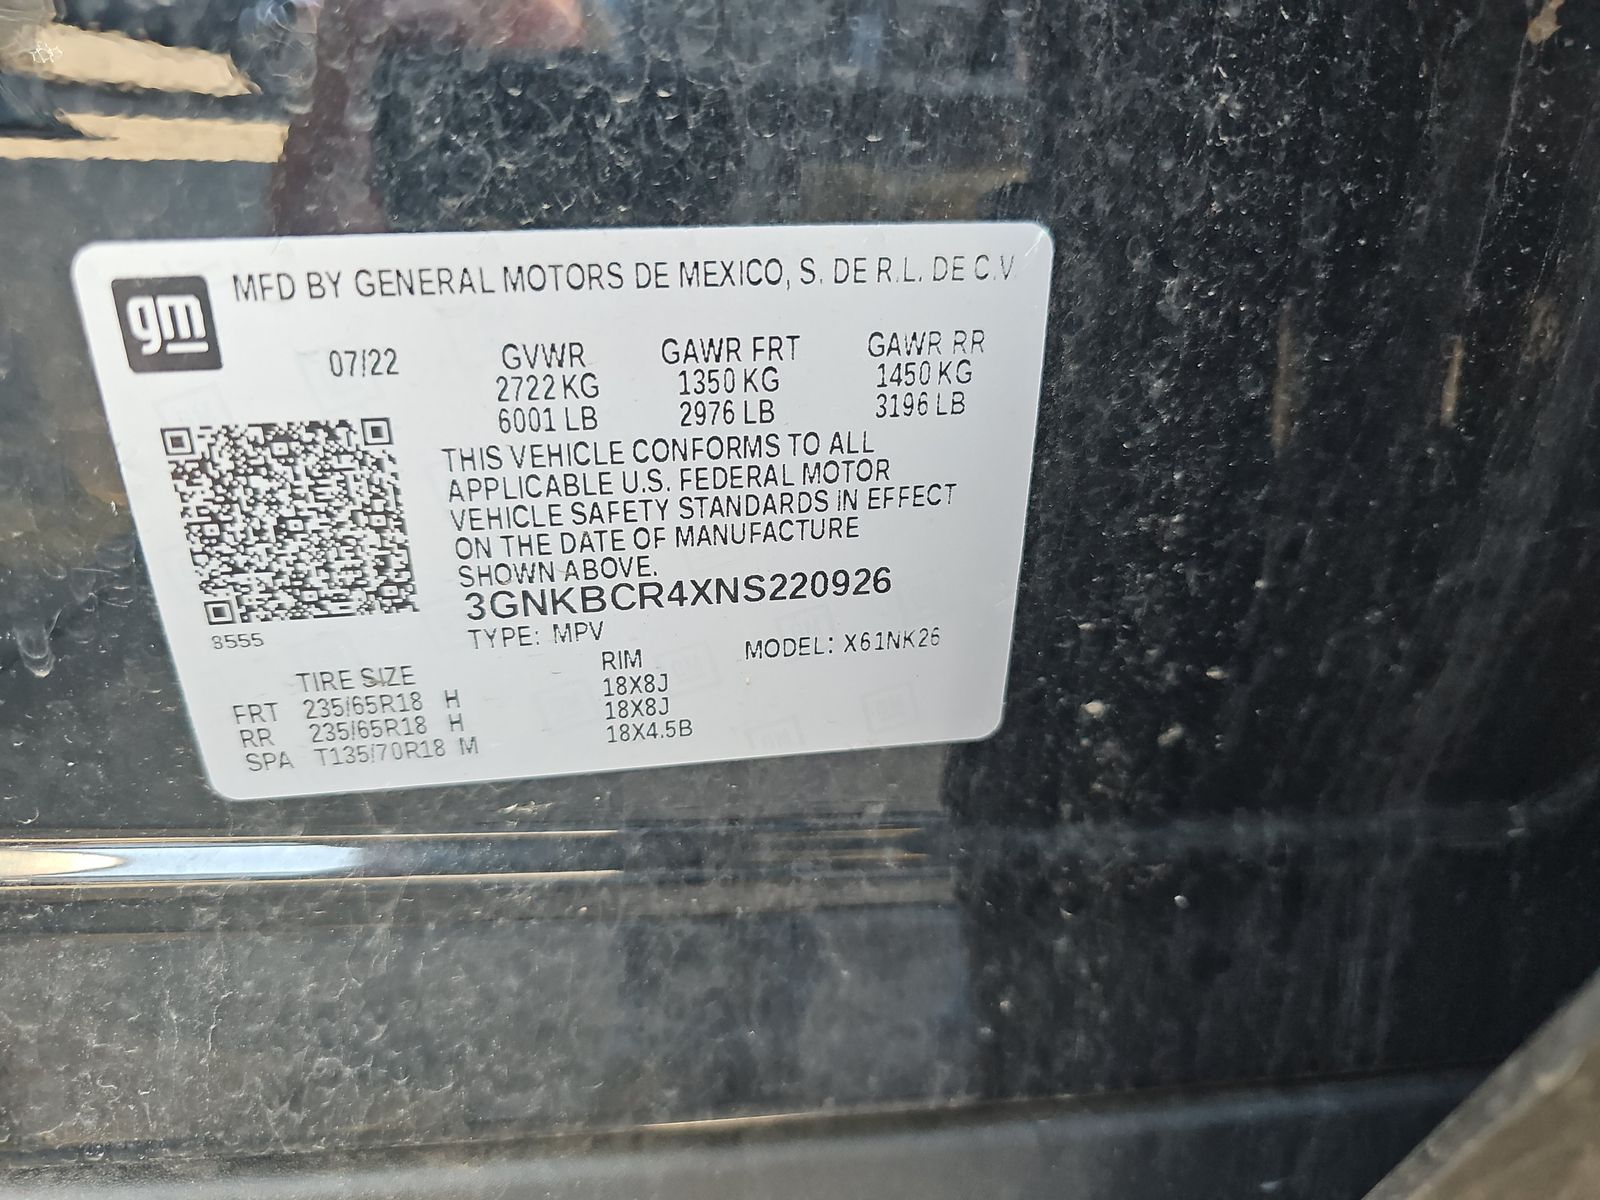 gm
MFD BY GENERAL MOTORS DE MEXICO, S. DE R.L. DE C.V
07/22 GVWR GAWR FRT GAWR RR
2722 KG 1350 KG 1450 KG
6001 LB 2976 LB 3196 LB
THIS VEHICLE CONFORMS TO ALL
APPLICABLE U.S. FEDERAL MOTOR
VEHICLE SAFETY STANDARDS IN EFFECT
ON THE DATE OF MANUFACTURE
SHOWN ABOVE.
3GNKBCR4XNS220926
8555
TYPE: MPV MODEL: X61NK26
TIRE SIZE RIM
FRT 235/65R18 H 18X8J
RR 235/65R18 H 18X8J
SPA T135/70R18 M 18X4.5B